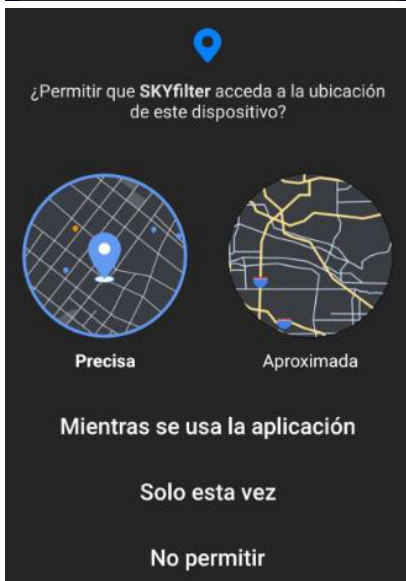 ¿Permitir que SKYfilter acceda a la ubicación
de este dispositivo?
Precisa
Aproximada
Mientras se usa la aplicación
Solo esta vez
No permitir